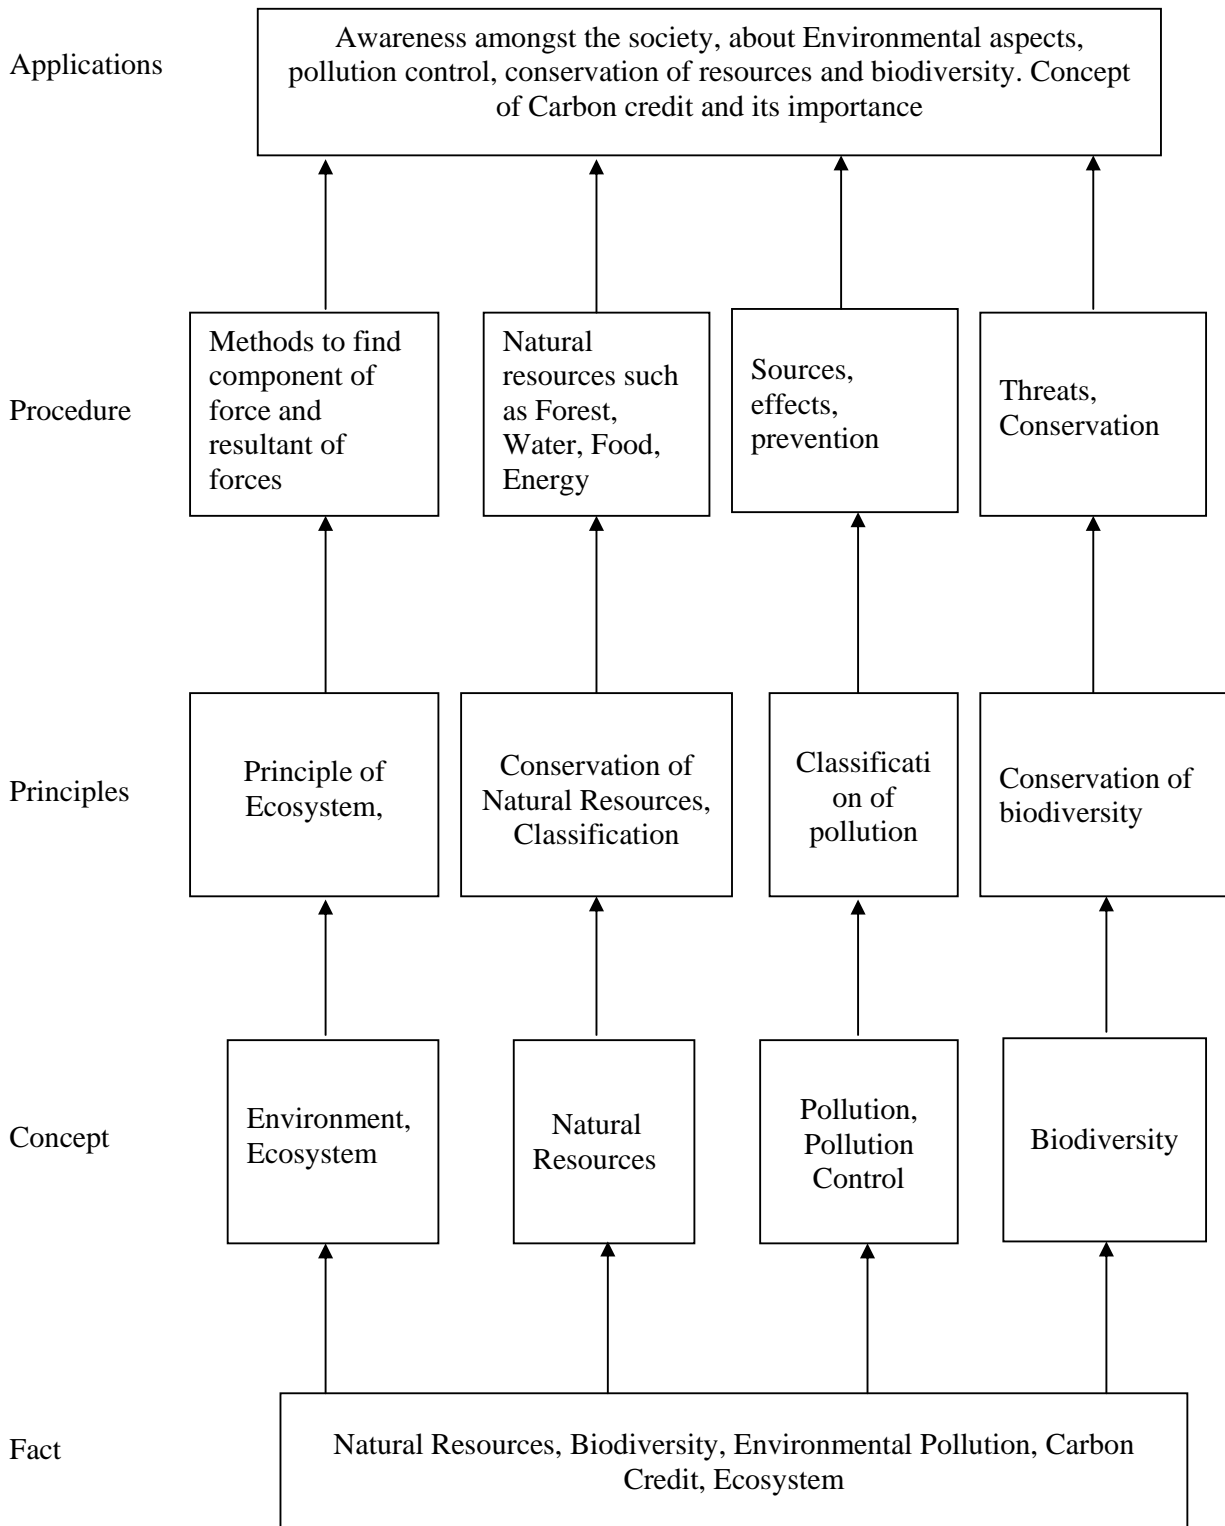 Applications
Awareness amongst the society, about Environmental aspects,
pollution control, conservation of resources and biodiversity. Concept
of Carbon credit and its importance
Procedure
Methods to find
component of
force and
resultant of
forces
Natural
resources such
as Forest,
Water, Food,
Energy
Sources,
effects,
prevention
Threats,
Conservation
Principles
Principle of
Ecosystem,
Conservation of
Natural Resources,
Classification
Classificati
on of
pollution
Conservation of
biodiversity
Concept
Environment,
Ecosystem
Natural
Resources
Pollution,
Pollution
Control
Biodiversity
Fact
Natural Resources, Biodiversity, Environmental Pollution, Carbon
Credit, Ecosystem